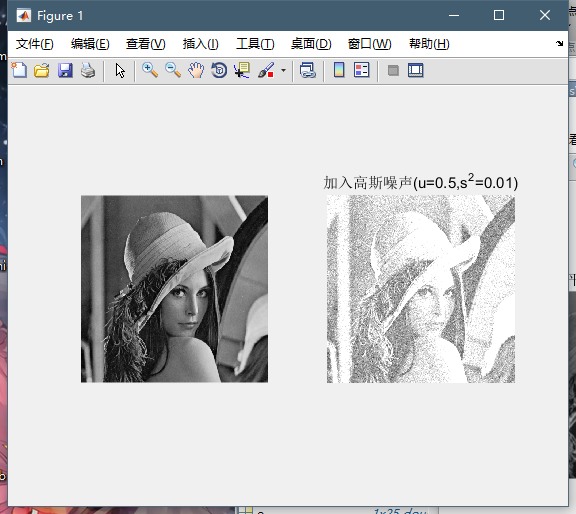 Figure 1
文件(F) 编辑(E) 查看(V) 插入(I) 工具(T) 桌面(D) 窗口(W) 帮助(H)
加入高斯噪声(u=0.5,s²=0.01)